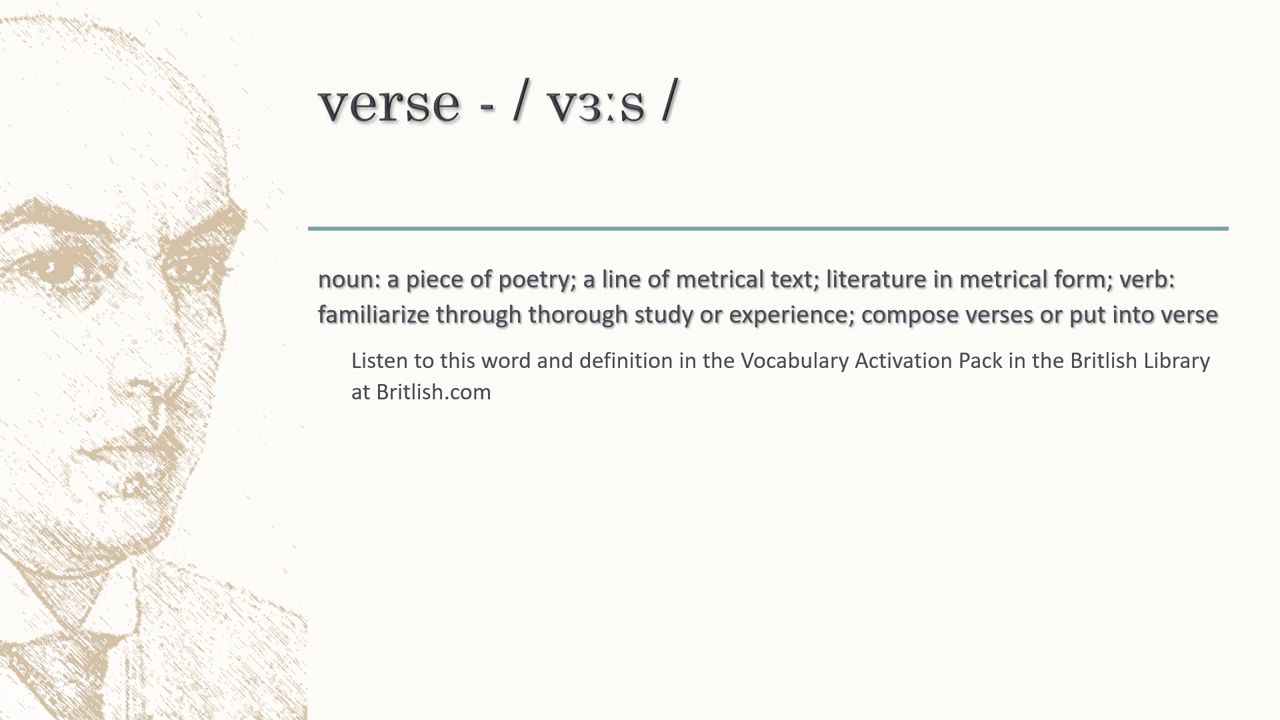 verse - / vɜːs /
noun: a piece of poetry; a line of metrical text; literature in metrical form; verb:
familiarize through thorough study or experience; compose verses or put into verse
Listen to this word and definition in the Vocabulary Activation Pack in the Britlish Library
at Britlish.com